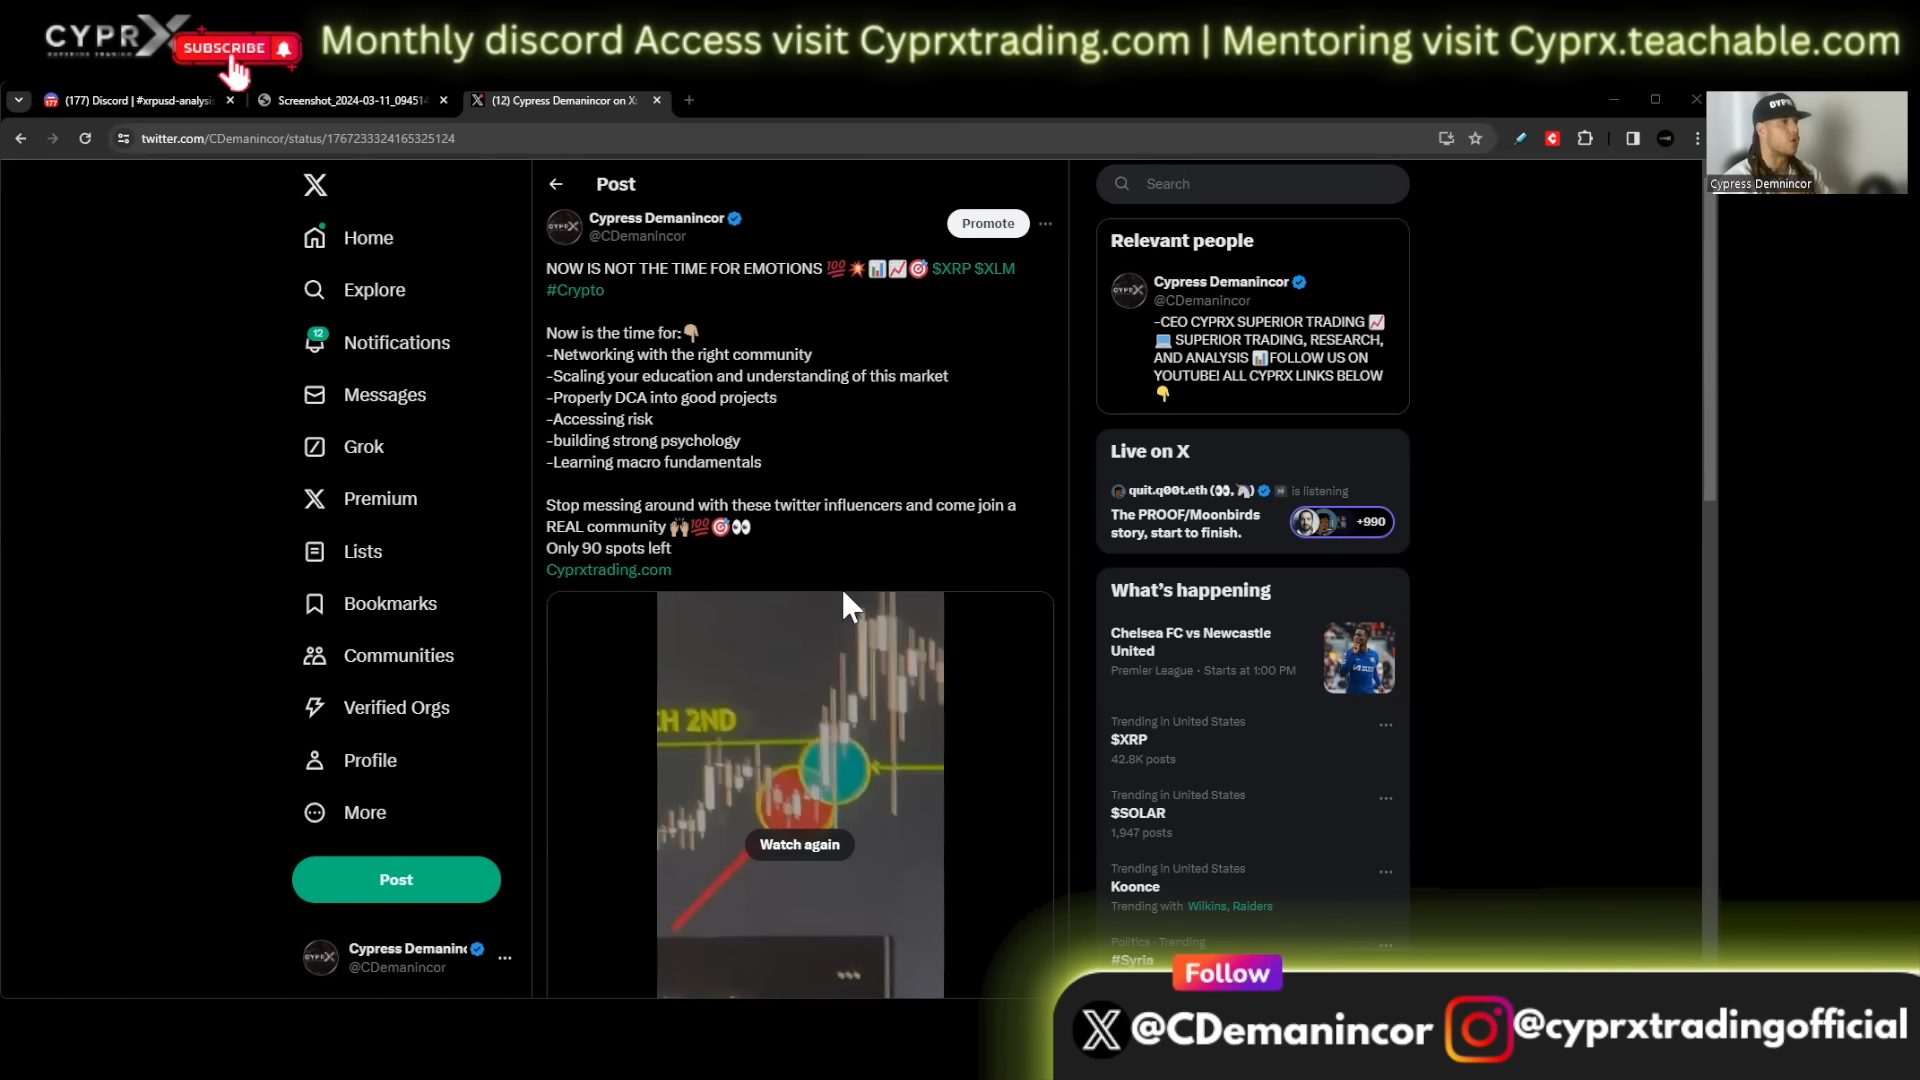 CYPRX
SUPERIOR TRADING
SUBSCRIBE
Monthly discord Access visit Cyprxtrading.com | Mentoring visit Cyprx.teachable.com
(177) Discord | #xrpusd-analysis
Screenshot_2024-03-11_09451
(12) Cypress Demanincor on X:
twitter.com/CDemanincor/status/1767233324165325124
Cypress Demnincor
Home
Explore
12
Notifications
Messages
Grok
Premium
Lists
Bookmarks
Communities
Verified Orgs
Profile
More
Post
Cypress Demanin
@CDemanincor
Post
Cypress Demanincor
@CDemanincor
Promote
NOW IS NOT THE TIME FOR EMOTIONS 💯💥📊📈🎯 $XRP $XLM
#Crypto
Now is the time for:👇🏼
-Networking with the right community
-Scaling your education and understanding of this market
-Properly DCA into good projects
-Accessing risk
-building strong psychology
-Learning macro fundamentals
Stop messing around with these twitter influencers and come join a
REAL community 🙌🏼💯🎯👀
Only 90 spots left
Cyprxtrading.com
CH 2ND
Watch again
Search
Relevant people
Cypress Demanincor
@CDemanincor
-CEO CYPRX SUPERIOR TRADING 📈
💻 SUPERIOR TRADING, RESEARCH,
AND ANALYSIS 📊FOLLOW US ON
YOUTUBE! ALL CYPRX LINKS BELOW
👇
Live on X
quit.q00t.eth (👀,🦄) is listening
The PROOF/Moonbirds
story, start to finish.
+990
What's happening
Chelsea FC vs Newcastle
United
Premier League · Starts at 1:00 PM
Trending in United States
$XRP
42.8K posts
Trending in United States
$SOLAR
1,947 posts
Trending in United States
Koonce
Trending with Wilkins, Raiders
Politics · Trending
#Syria
Follow
@CDemanincor
@cyprxtradingofficial